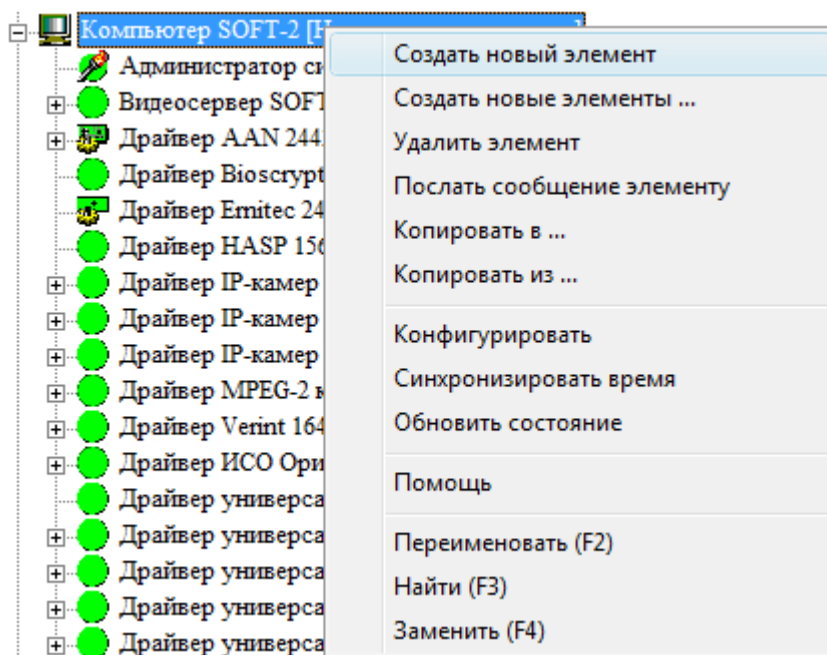 Компьютер SOFT-2 [Н
Администратор си
Видеосервер SOFT
Драйвер AAN 244
Драйвер Bioscrypt
Драйвер Ernitec 24
Драйвер HASP 156
Драйвер IP-камер
Драйвер IP-камер
Драйвер IP-камер
Драйвер MPEG-2 к
Драйвер Verint 164
Драйвер ИСО Ори
Драйвер универса
Драйвер универса
Драйвер универса
Драйвер универса
Драйвер универса
Создать новый элемент
Создать новые элементы ...
Удалить элемент
Послать сообщение элементу
Копировать в ...
Копировать из ...
Конфигурировать
Синхронизировать время
Обновить состояние
Помощь
Переименовать (F2)
Найти (F3)
Заменить (F4)